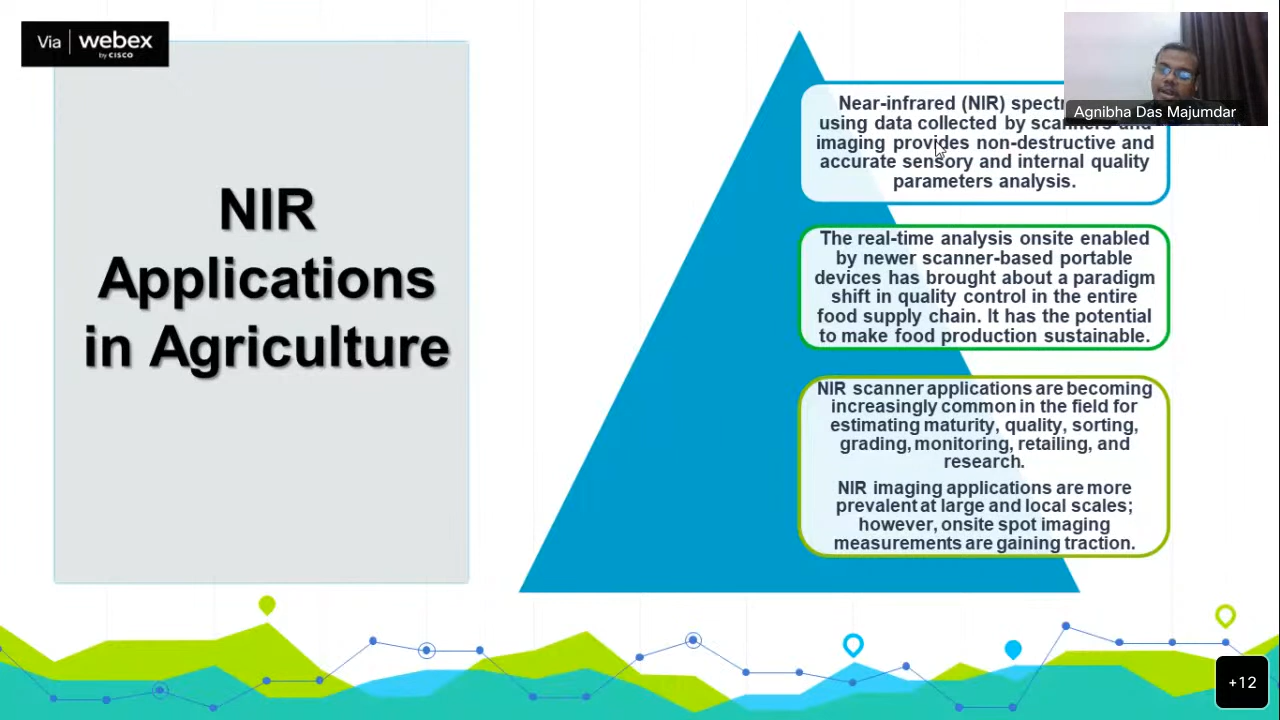 Via webex
by CISCO
NIR
Applications
in Agriculture
Near-infrared (NIR)
using data collected by scanners and
imaging provides non-destructive and
accurate sensory and internal quality
parameters analysis.
The real-time analysis onsite enabled
by newer scanner-based portable
devices has brought about a paradigm
shift in quality control in the entire
food supply chain. It has the potential
to make food production sustainable.
NIR scanner applications are becoming
increasingly common in the field for
estimating maturity, quality, sorting,
grading, monitoring, retailing, and
research.
NIR imaging applications are more
prevalent at large and local scales;
however, onsite spot imaging
measurements are gaining traction.
Agnibha Das Majumdar
+12